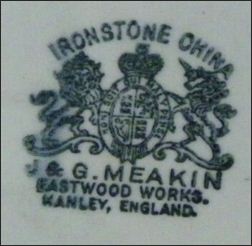 IRONSTONE CHINA
J & G. MEAKIN
EASTWOOD WORKS.
HANLEY, ENGLAND.